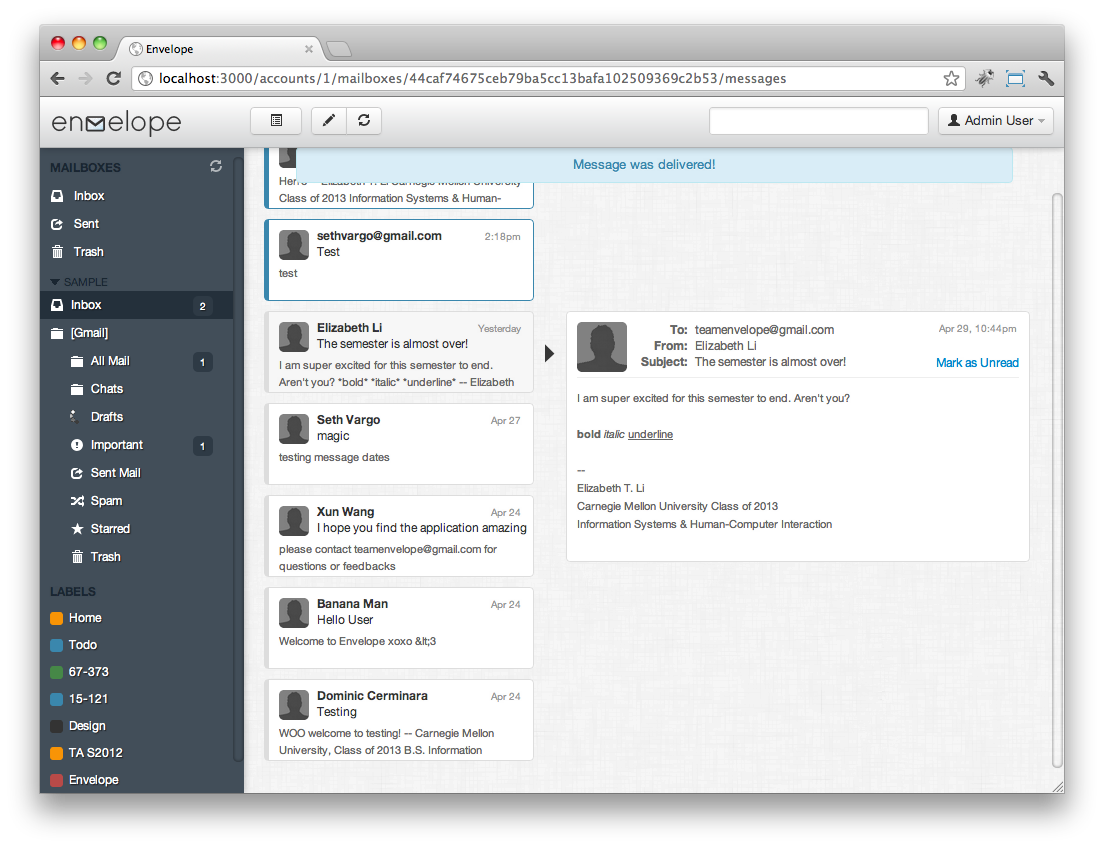 Envelope
localhost:3000/accounts/1/mailboxes/44caf74675ceb79ba5cc13bafa102509369c2b53/messages
envelope
Admin User
MAILBOXES
Inbox
Sent
Trash
SAMPLE
Inbox 2
[Gmail]
All Mail 1
Chats
Drafts
Important 1
Sent Mail
Spam
Starred
Trash
LABELS
Home
Todo
67-373
15-121
Design
TA S2012
Envelope
Message was delivered!
Class of 2013 Information Systems & Human-
sethvargo@gmail.com 2:18pm
Test
test
Elizabeth Li Yesterday
The semester is almost over!
I am super excited for this semester to end.
Aren't you? *bold* *italic* *underline* -- Elizabeth
Seth Vargo Apr 27
magic
testing message dates
Xun Wang Apr 24
I hope you find the application amazing
please contact teamenvelope@gmail.com for
questions or feedbacks
Banana Man Apr 24
Hello User
Welcome to Envelope xoxo &lt;3
Dominic Cerminara Apr 24
Testing
WOO welcome to testing! -- Carnegie Mellon
University, Class of 2013 B.S. Information
To: teamenvelope@gmail.com Apr 29, 10:44pm
From: Elizabeth Li
Subject: The semester is almost over! Mark as Unread
I am super excited for this semester to end. Aren't you?
bold italic underline
--
Elizabeth T. Li
Carnegie Mellon University Class of 2013
Information Systems & Human-Computer Interaction